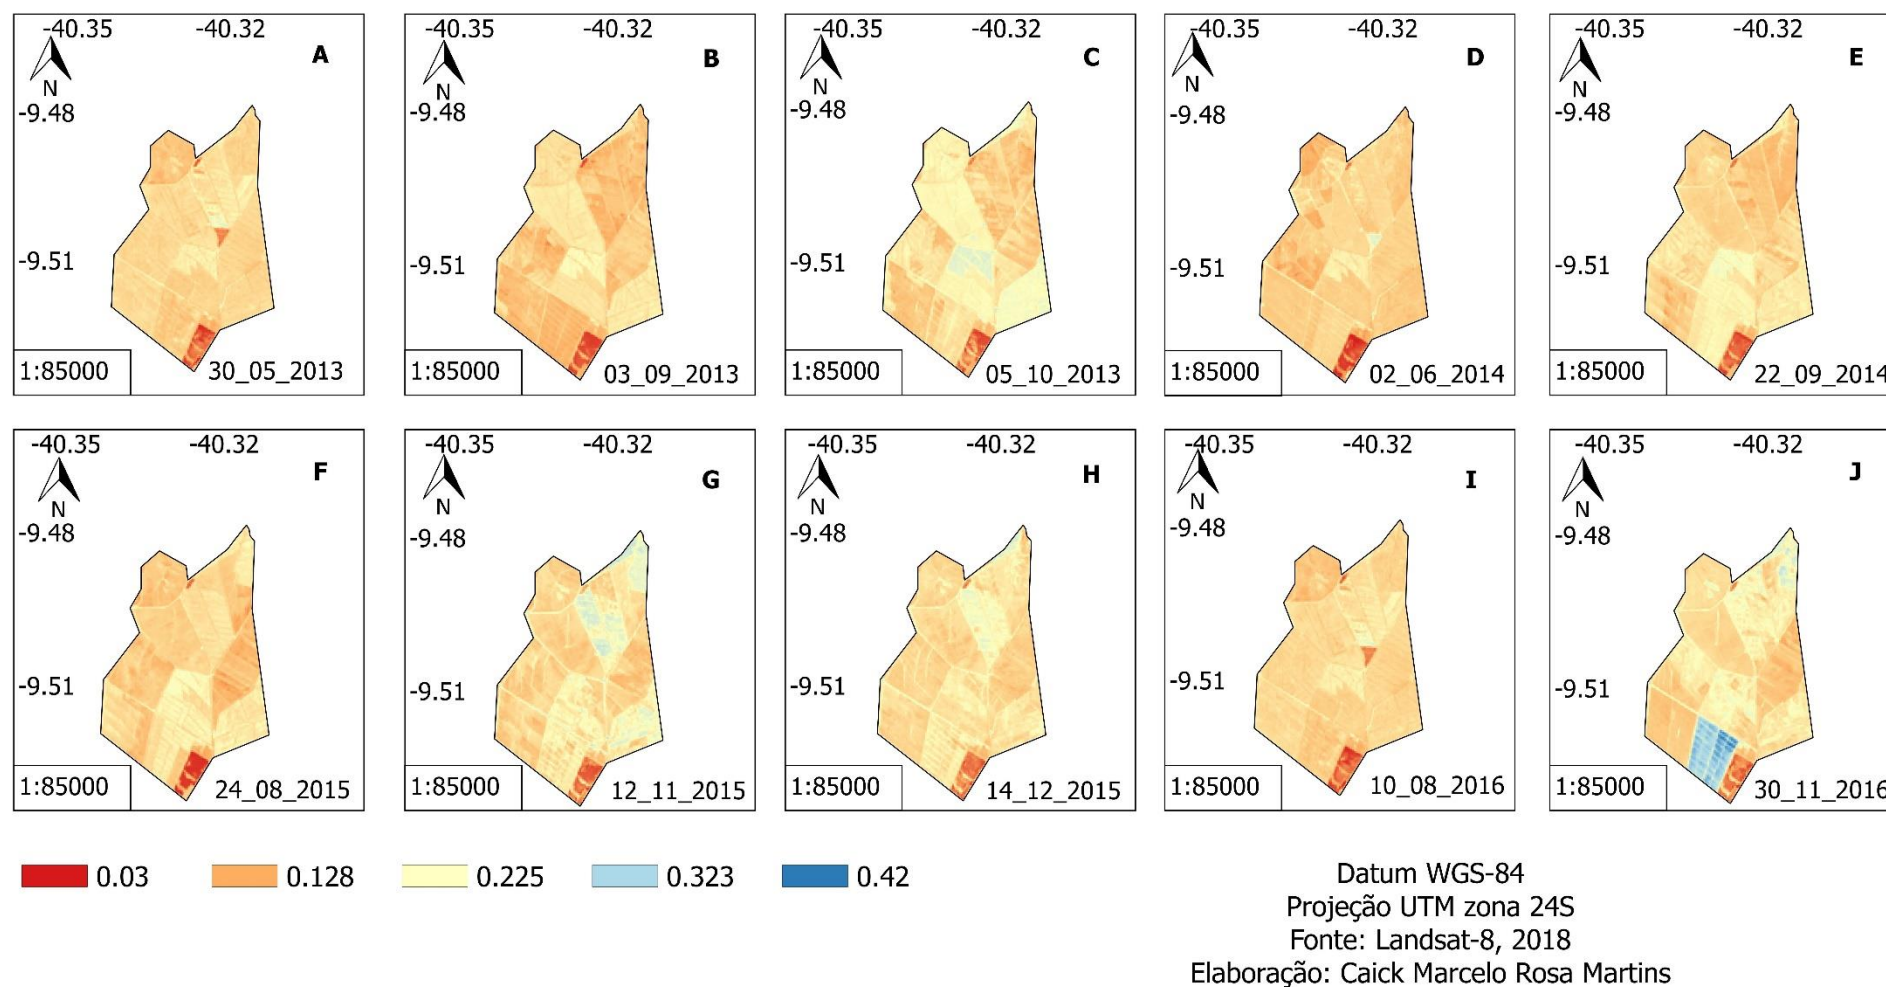 -40.35 -40.32
A
N
-9.48
-9.51
1:85000
30_05_2013
-40.35 -40.32
B
N
-9.48
-9.51
1:85000
03_09_2013
-40.35 -40.32
C
N
-9.48
-9.51
1:85000
05_10_2013
-40.35 -40.32
D
N
-9.48
-9.51
1:85000
02_06_2014
-40.35 -40.32
E
N
-9.48
-9.51
1:85000
22_09_2014
-40.35 -40.32
F
N
-9.48
-9.51
1:85000
24_08_2015
-40.35 -40.32
G
N
-9.48
-9.51
1:85000
12_11_2015
-40.35 -40.32
H
N
-9.48
-9.51
1:85000
14_12_2015
-40.35 -40.32
I
N
-9.48
-9.51
1:85000
10_08_2016
-40.35 -40.32
J
N
-9.48
-9.51
1:85000
30_11_2016
0.03 0.128 0.225 0.323 0.42
Datum WGS-84
Projeção UTM zona 24S
Fonte: Landsat-8, 2018
Elaboração: Caick Marcelo Rosa Martins